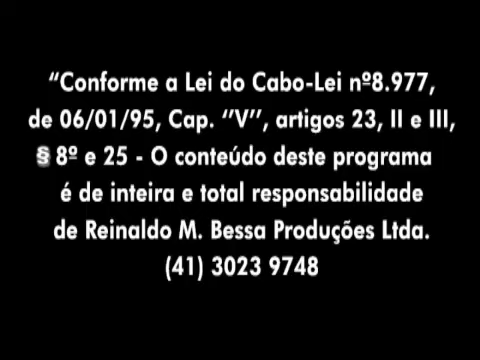 “Conforme a Lei do Cabo-Lei nº8.977,
de 06/01/95, Cap. ‘‘V’’, artigos 23, II e III,
§ 8º e 25 - O conteúdo deste programa
é de inteira e total responsabilidade
de Reinaldo M. Bessa Produções Ltda.
(41) 3023 9748